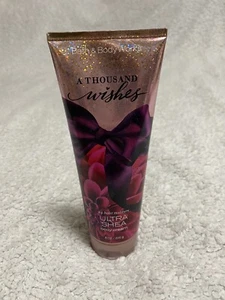 Bath & Body Works
A THOUSAND
wishes
ULTRA
SHEA